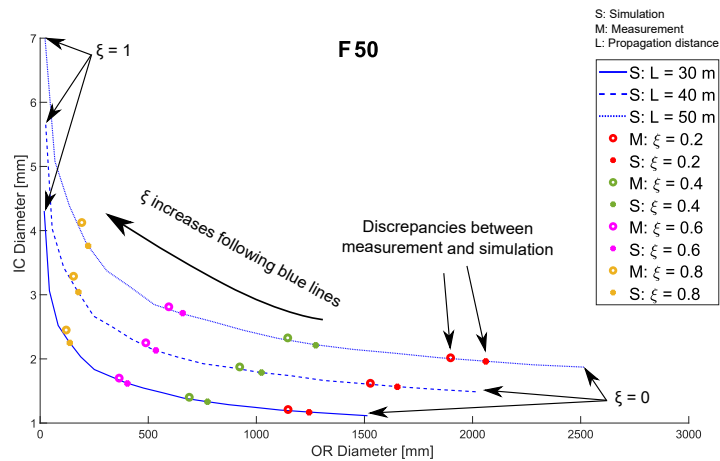 S: Simulation
M: Measurement
L: Propagation distance
F 50
ξ = 1
S: L = 30 m
S: L = 40 m
S: L = 50 m
M: ξ = 0.2
S: ξ = 0.2
M: ξ = 0.4
S: ξ = 0.4
M: ξ = 0.6
S: ξ = 0.6
M: ξ = 0.8
S: ξ = 0.8
ξ increases following blue lines
Discrepancies between
measurement and simulation
ξ = 0
IC Diameter [mm]
7
6
5
4
3
2
1
0
500
1000
1500
2000
2500
3000
OR Diameter [mm]